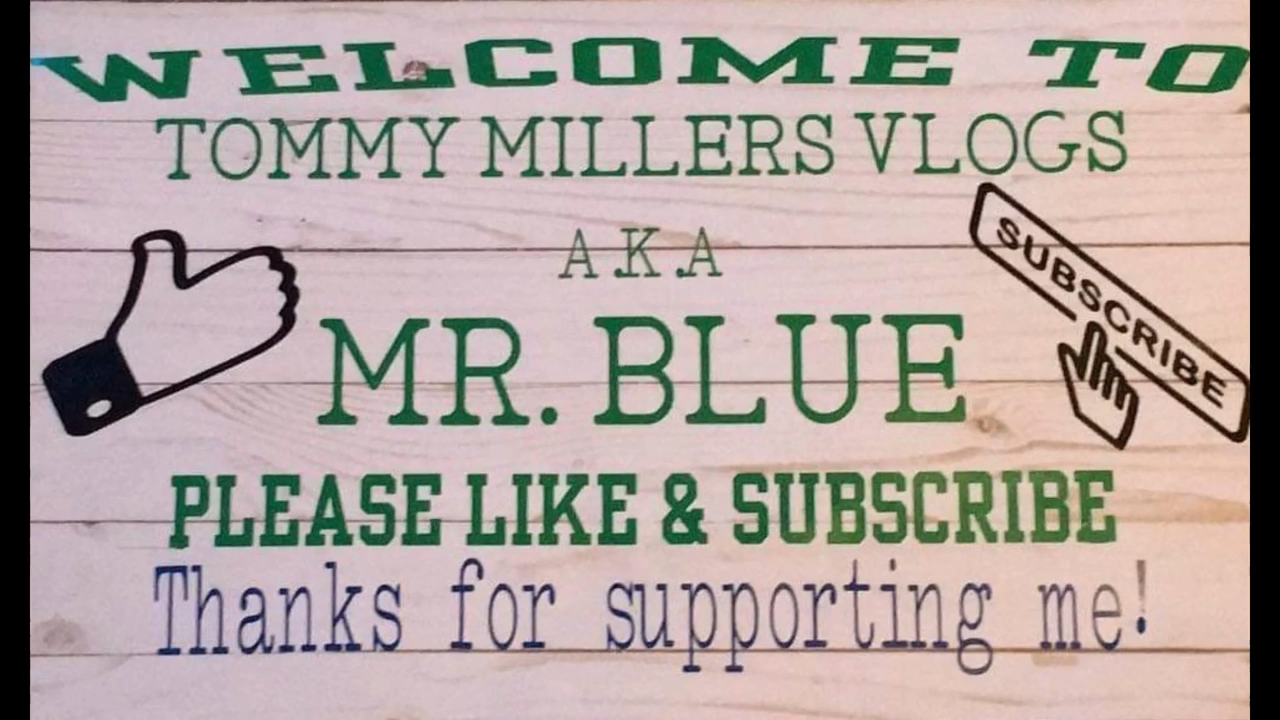 WELCOME TO
TOMMY MILLERS VLOGS
A.K.A
MR. BLUE
SUBSCRIBE
PLEASE LIKE & SUBSCRIBE
Thanks for supporting me!